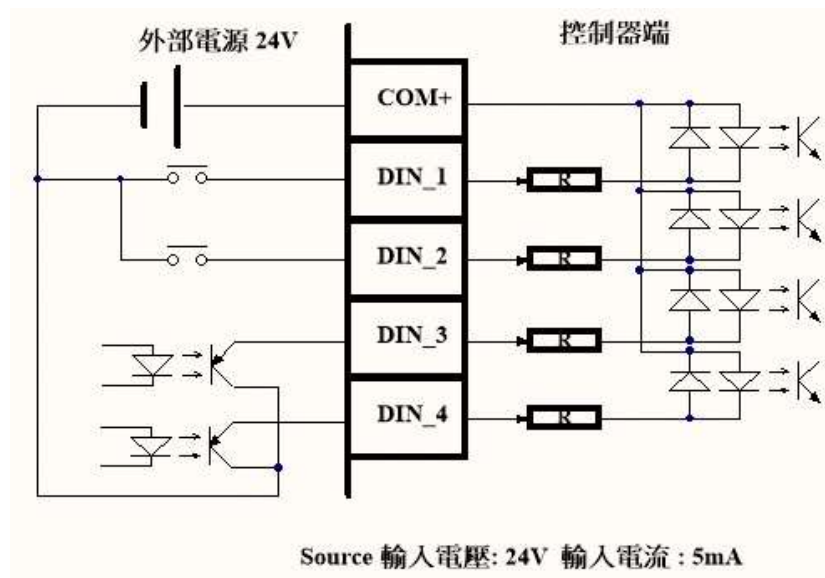 外部電源 24V
控制器端
COM+
DIN_1
R
DIN_2
R
DIN_3
R
DIN_4
R
Source 輸入電壓: 24V 輸入電流 : 5mA